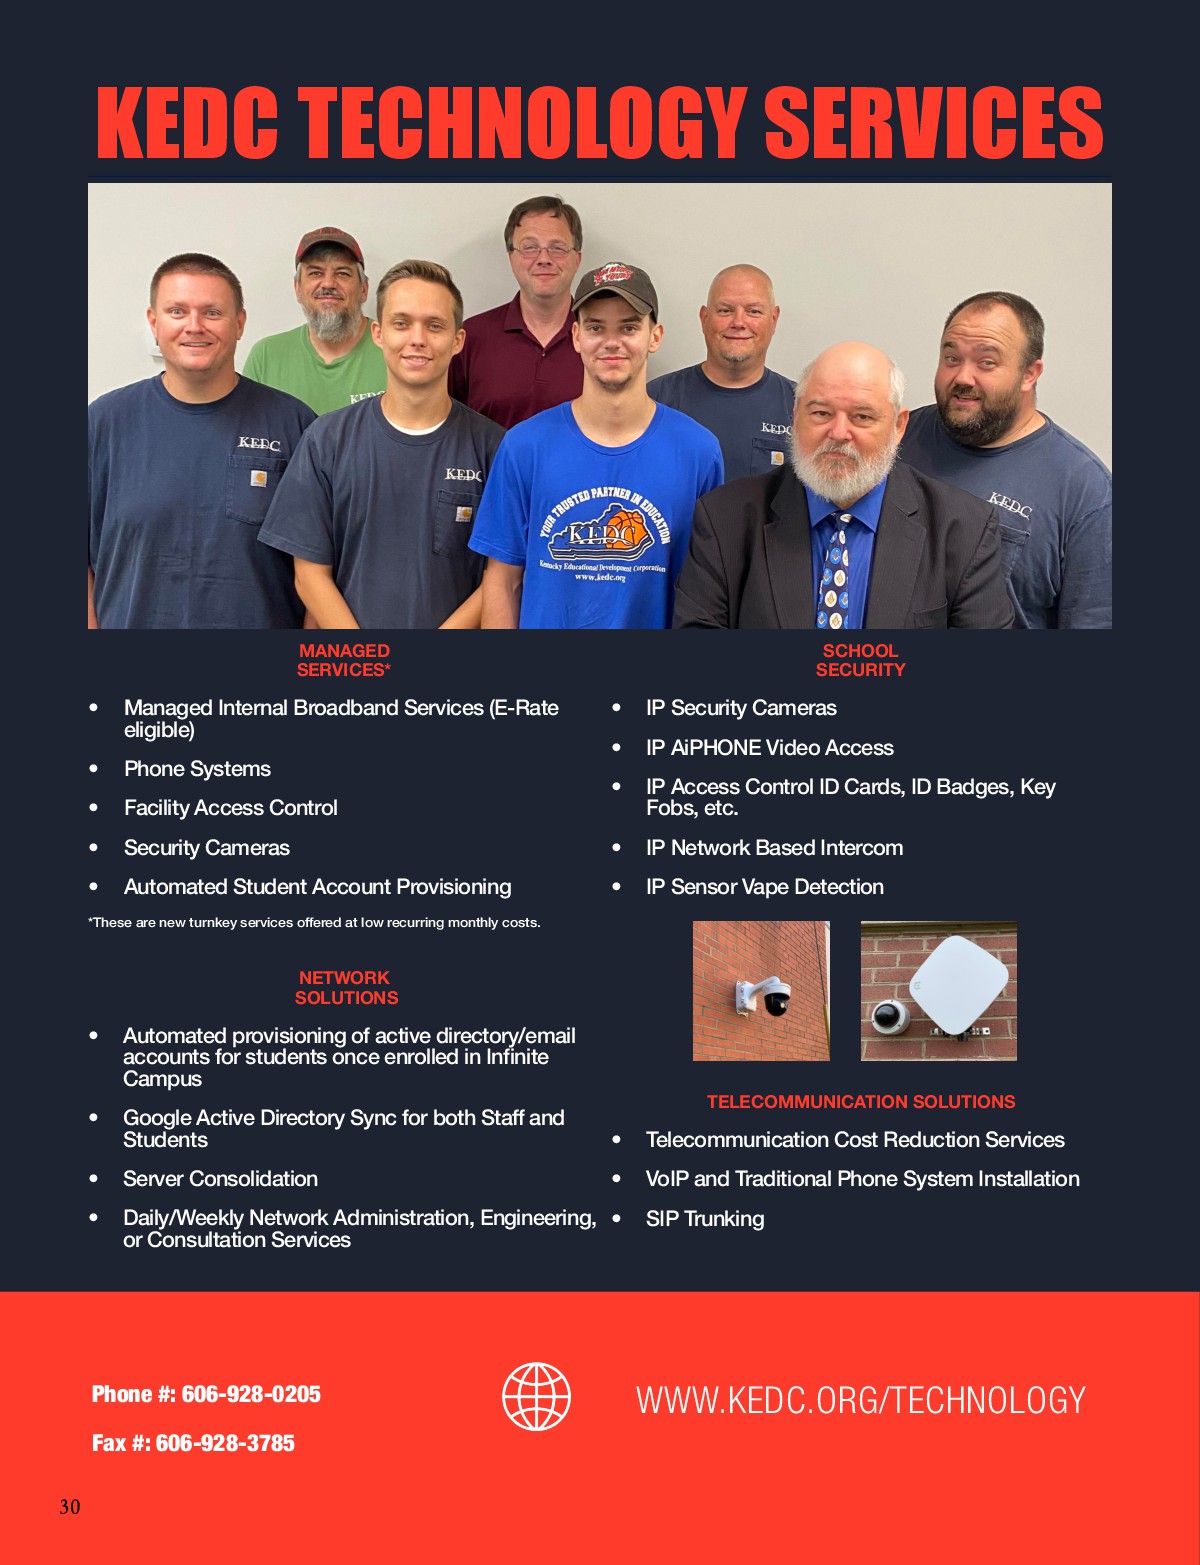 KEDC TECHNOLOGY SERVICES
KEDC
KEDC
KEDC
YOUR TRUSTED PARTNER IN EDUCATION
KEDC
Kentucky Educational Development Corporation
www.kedc.org
KEDC
KEDC
MANAGED
SERVICES*
• Managed Internal Broadband Services (E-Rate
eligible)
• Phone Systems
• Facility Access Control
• Security Cameras
• Automated Student Account Provisioning
*These are new turnkey services offered at low recurring monthly costs.
NETWORK
SOLUTIONS
• Automated provisioning of active directory/email
accounts for students once enrolled in Infinite
Campus
• Google Active Directory Sync for both Staff and
Students
• Server Consolidation
• Daily/Weekly Network Administration, Engineering,
or Consultation Services
SCHOOL
SECURITY
• IP Security Cameras
• IP AiPHONE Video Access
• IP Access Control ID Cards, ID Badges, Key
Fobs, etc.
• IP Network Based Intercom
• IP Sensor Vape Detection
TELECOMMUNICATION SOLUTIONS
• Telecommunication Cost Reduction Services
• VoIP and Traditional Phone System Installation
• SIP Trunking
Phone #: 606-928-0205
Fax #: 606-928-3785
WWW.KEDC.ORG/TECHNOLOGY
30